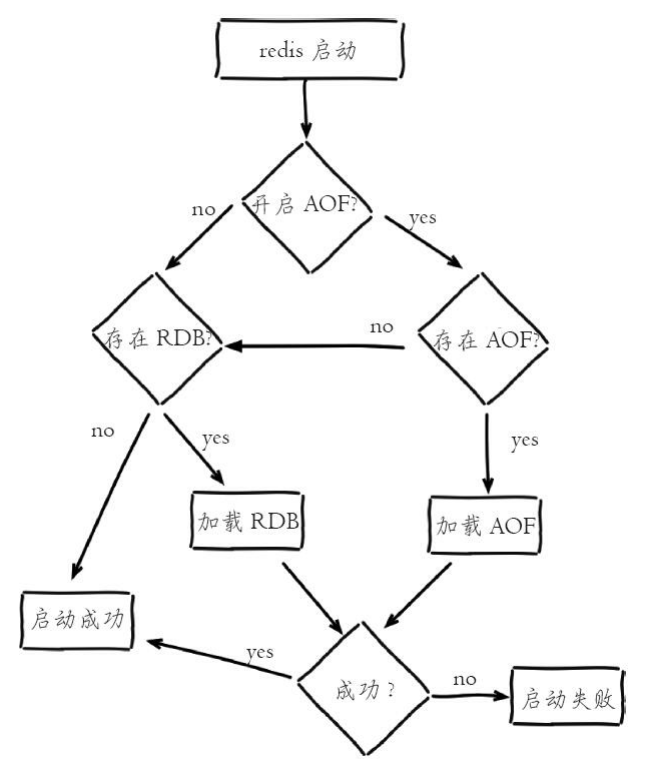 redis 启动
开启 AOF?
no
yes
存在 RDB?
no
存在 AOF?
no
yes
yes
加载 RDB
加载 AOF
启动成功
yes
成功?
no
启动失败